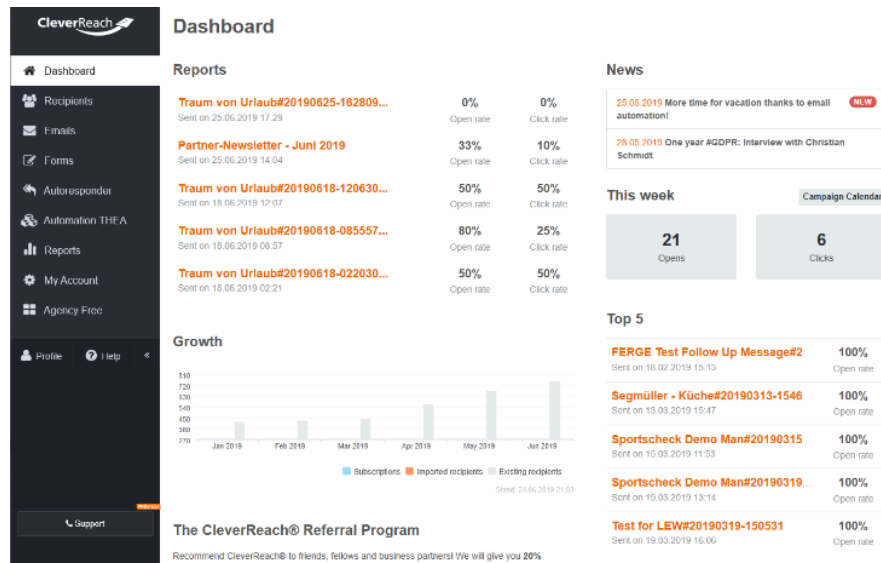 CleverReach
Dashboard
Recipients
Emails
Forms
Autoresponder
Automation THEA
Reports
My Account
Agency Free
Profile
Help
«
Support
Dashboard
Reports
Traum von Urlaub#20190625-162809...
Sent on 25.06.2019 17:29
0%
Open rate
0%
Click rate
Partner-Newsletter - Juni 2019
Sent on 25.06.2019 14:04
33%
Open rate
10%
Click rate
Traum von Urlaub#20190618-120630...
Sent on 18.06.2019 12:07
50%
Open rate
50%
Click rate
Traum von Urlaub#20190618-085557...
Sent on 18.06.2019 08:57
80%
Open rate
25%
Click rate
Traum von Urlaub#20190618-022030...
Sent on 18.06.2019 02:21
50%
Open rate
50%
Click rate
Growth
720
540
450
270
Jan 2019 Feb 2019 Mar 2019 Apr 2019 May 2019 Jun 2019
Subscriptions Imported recipients Existing recipients
Stand: 24.06.2019 21:03
The CleverReach® Referral Program
Recommend CleverReach® to friends, fellows and business partners! We will give you 20%
News
25.06.2019 More time for vacation thanks to email
automation!
NEW
28.05.2019 One year #GDPR: Interview with Christian
Schmidt
This week
Campaign Calendar
21
Opens
6
Clicks
Top 5
FERGE Test Follow Up Message#2
Sent on 18.02.2019 15:13
100%
Open rate
Segmüller - Küche#20190313-1546
Sent on 13.03.2019 15:47
100%
Open rate
Sportscheck Demo Man#20190315
Sent on 15.03.2019 11:53
100%
Open rate
Sportscheck Demo Man#20190319...
Sent on 19.03.2019 13:14
100%
Open rate
Test for LEW#20190319-150531
Sent on 19.03.2019 16:06
100%
Open rate